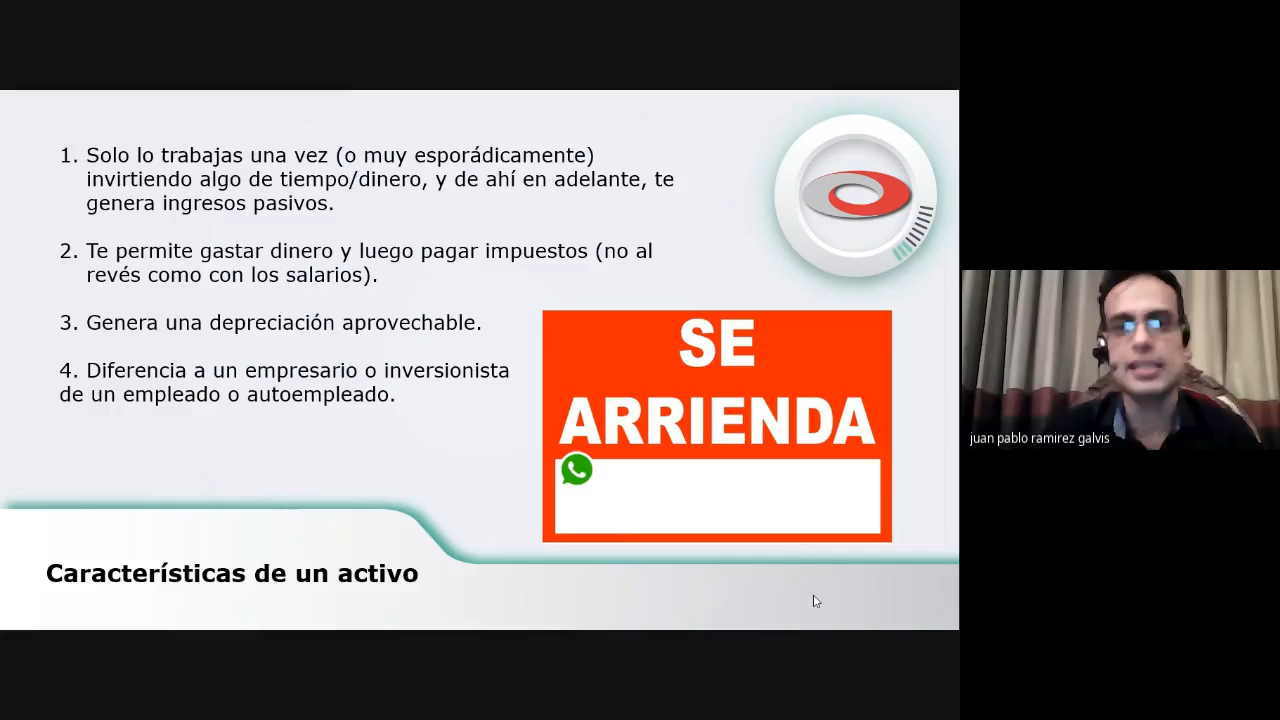 1. Solo lo trabajas una vez (o muy esporádicamente)
invirtiendo algo de tiempo/dinero, y de ahí en adelante, te
genera ingresos pasivos.
2. Te permite gastar dinero y luego pagar impuestos (no al
revés como con los salarios).
3. Genera una depreciación aprovechable.
4. Diferencia a un empresario o inversionista
de un empleado o autoempleado.
SE
ARRIENDA
Características de un activo
juan pablo ramirez galvis